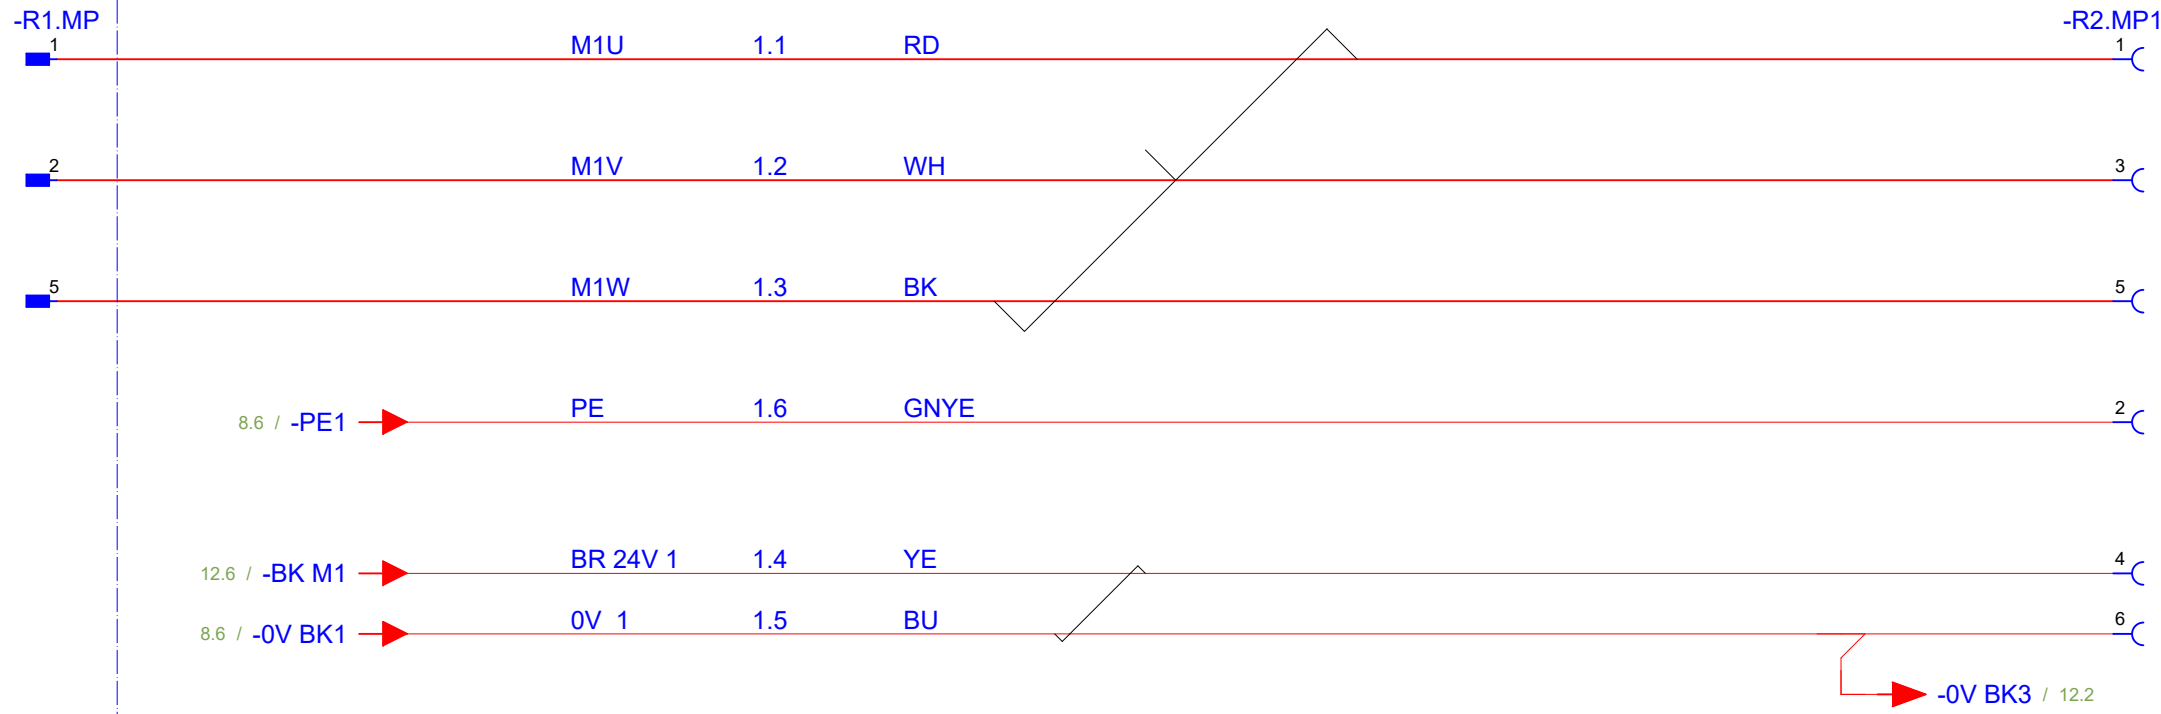 -R1.MP -R2.MP1
1 M1U 1.1 RD 1
2 M1V 1.2 WH 3
5 M1W 1.3 BK 5
8.6 / -PE1 PE 1.6 GNYE 2
12.6 / -BK M1 BR 24V 1 1.4 YE 4
8.6 / -0V BK1 0V 1 1.5 BU 6
-0V BK3 / 12.2